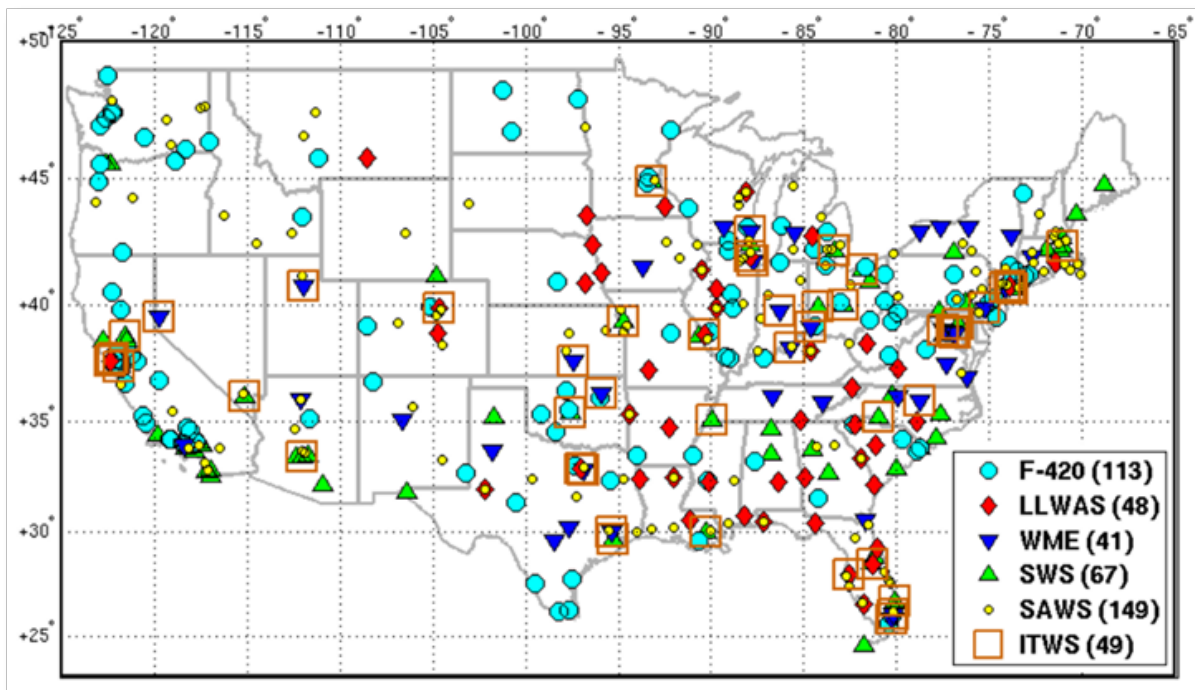 -125° -120° -115° -110° -105° -100° -95° -90° -85° -80° -75° -70° -65°
+50°
+45°
+40°
+35°
+30°
+25°
F-420 (113)
LLWAS (48)
WME (41)
SWS (67)
SAWS (149)
ITWS (49)